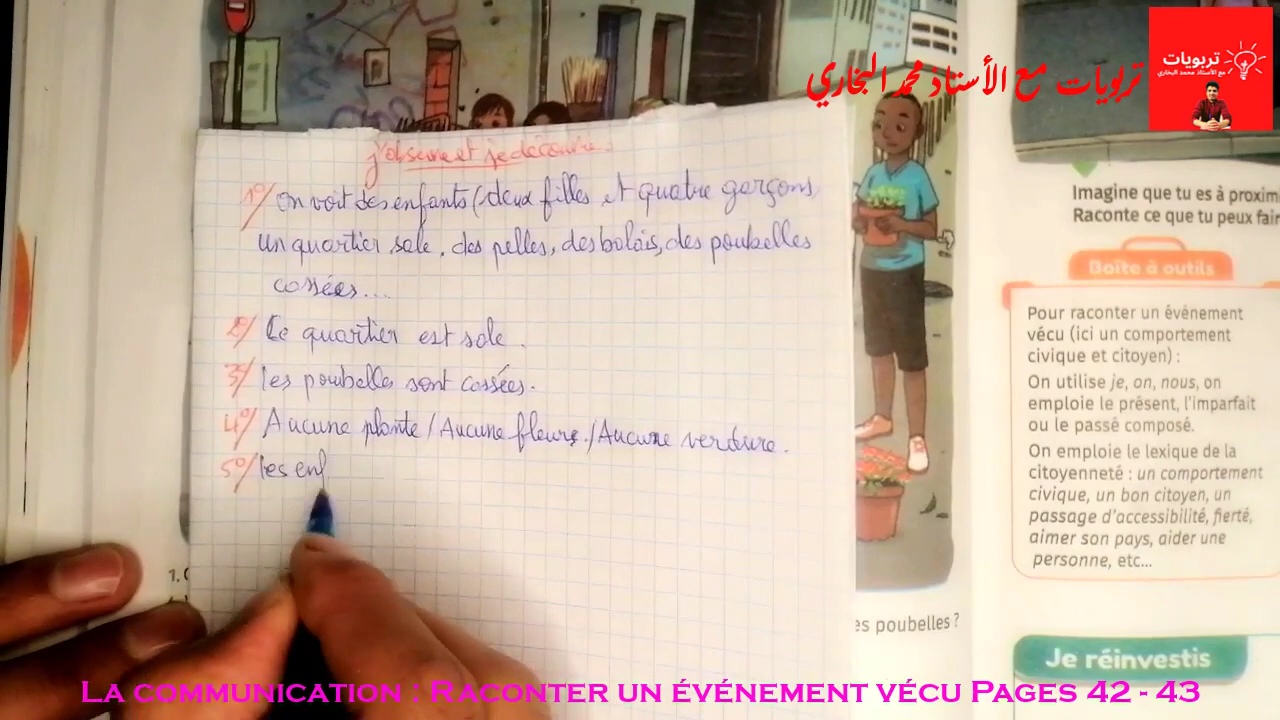 تربويات مع الأستاذ محمد البخاري
تربويات
مع الأستاذ محمد البخاري
j'observe et je découvre.
1°/ On voit des enfants (deux filles et quatre garçons,
un quartier sale, des pelles, des balais, des poubelles
cassées...
2°/ Ce quartier est sale.
3°/ les poubelles sont cassées.
4°/ Aucune plante / Aucune fleurs. / Aucune verdure.
5°/ les enf
1.
es poubelles ?
Imagine que tu es à proxim
Raconte ce que tu peux fair
Boîte à outils
Pour raconter un évènement
vécu (ici un comportement
civique et citoyen) :
On utilise je, on, nous, on
emploie le présent, l'imparfait
ou le passé composé.
On emploie le lexique de la
citoyenneté : un comportement
civique, un bon citoyen, un
passage d'accessibilité, fierté,
aimer son pays, aider une
personne, etc...
Je réinvestis
La communication : Raconter un événement vécu Pages 42 - 43